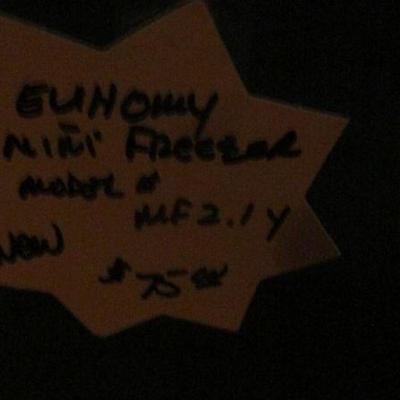 EUHOMY
MINI FREEZER
MODEL #
MF2.1Y
NEW
$75.00